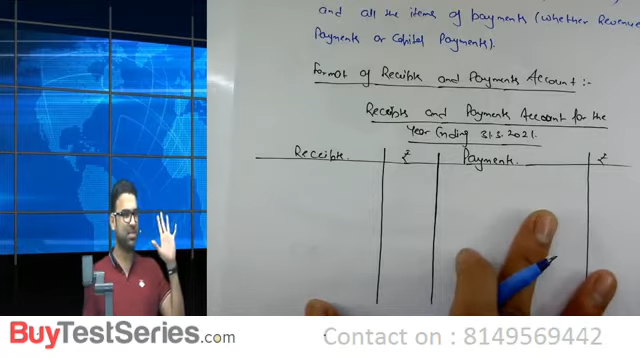 and all the items of payments (whether Revenue
Payments or Capital Payments).
Format of Receipts and Payments Account :-
Receipts and Payments Account for the
Year Ending 31.3.2021.
Receipts ₹ Payments ₹
BuyTestSeries.com
Contact on : 8149569442